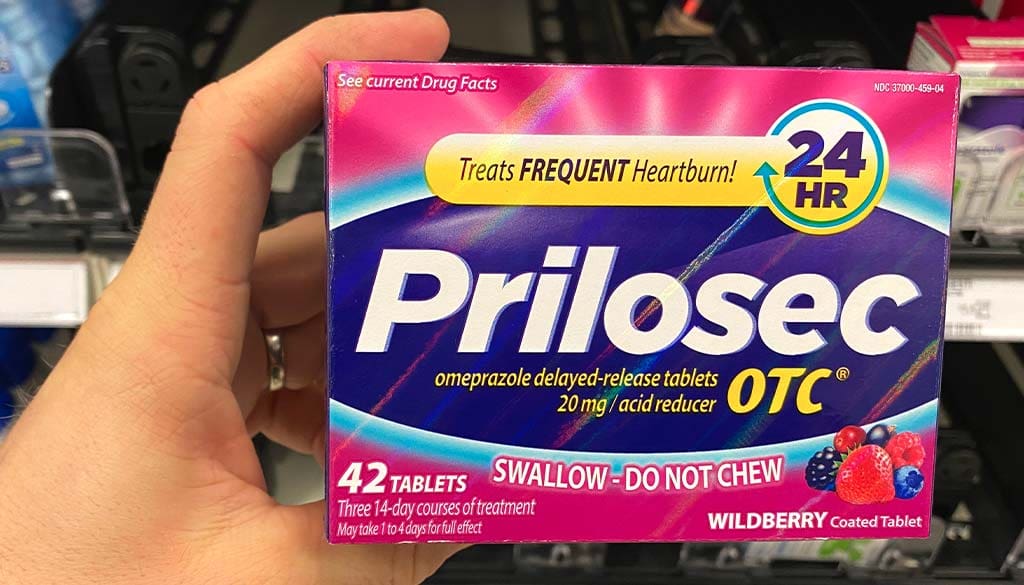 See current Drug Facts
NDC 37000-459-04
Treats FREQUENT Heartburn!
24
HR
Prilosec
omeprazole delayed-release tablets
20 mg / acid reducer
OTC®
42 TABLETS
SWALLOW - DO NOT CHEW
Three 14-day courses of treatment
May take 1 to 4 days for full effect
WILDBERRY Coated Tablet